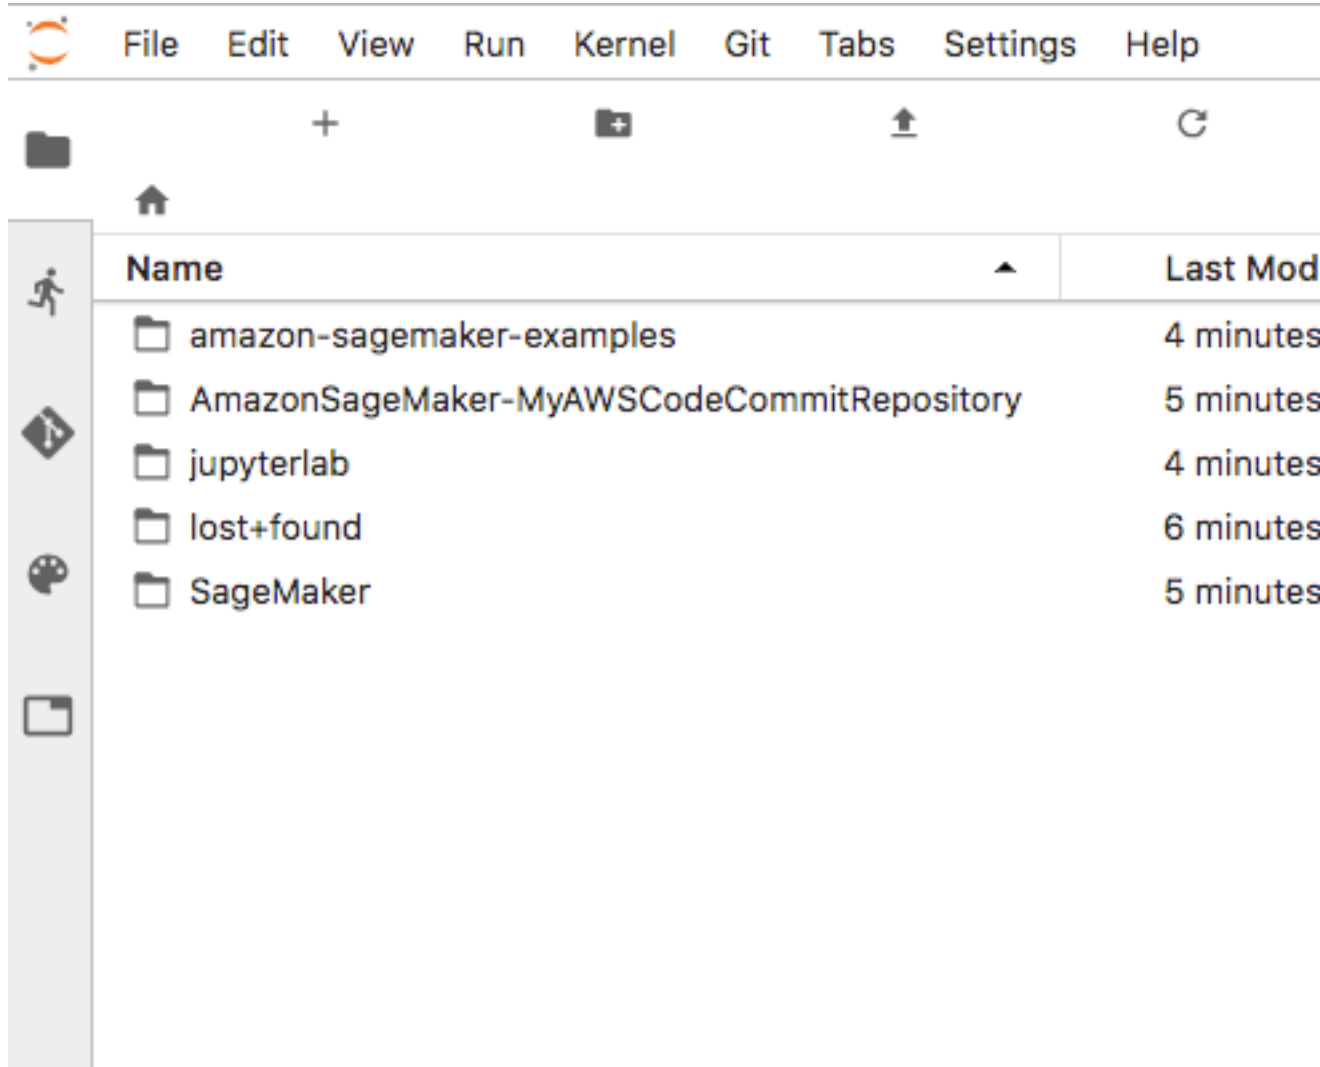 File Edit View Run Kernel Git Tabs Settings Help
Name Last Mod
amazon-sagemaker-examples 4 minutes
AmazonSageMaker-MyAWSCodeCommitRepository 5 minutes
jupyterlab 4 minutes
lost+found 6 minutes
SageMaker 5 minutes